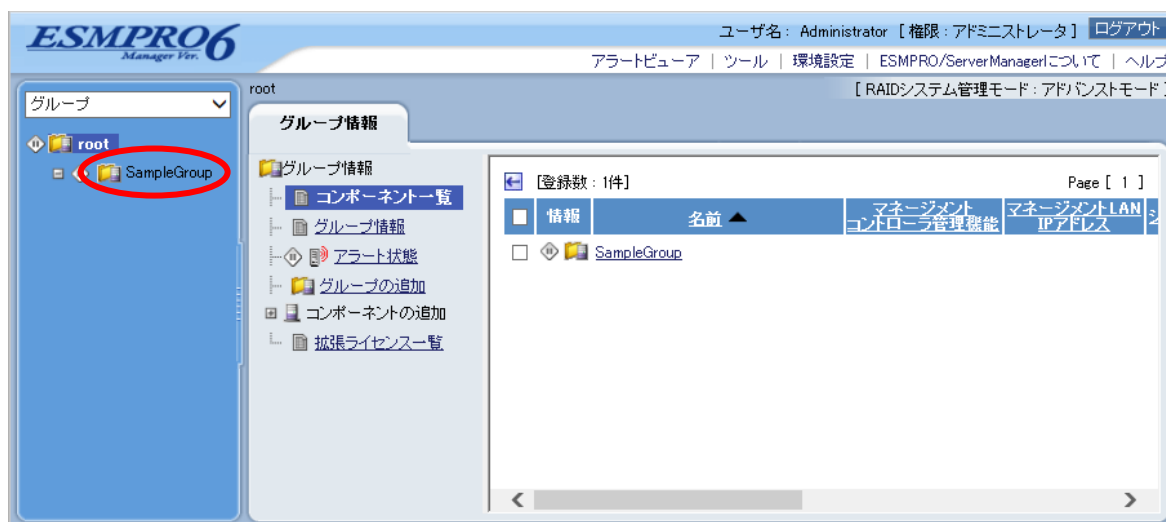 ESMPRO6
Manager Ver.
ユーザ名： Administrator [ 権限：アドミニストレータ ] ログアウト
アラートビューア | ツール | 環境設定 | ESMPRO/ServerManagerについて | ヘルプ
グループ
root
SampleGroup
root
[ RAIDシステム管理モード：アドバンストモード ]
グループ情報
グループ情報
コンポーネント一覧
グループ情報
アラート状態
グループの追加
コンポーネントの追加
拡張ライセンス一覧
[登録数：1件]
Page [ 1 ]
情報
名前 ▲
マネージメント
コントローラ管理機能
マネージメントLAN
IPアドレス
SampleGroup